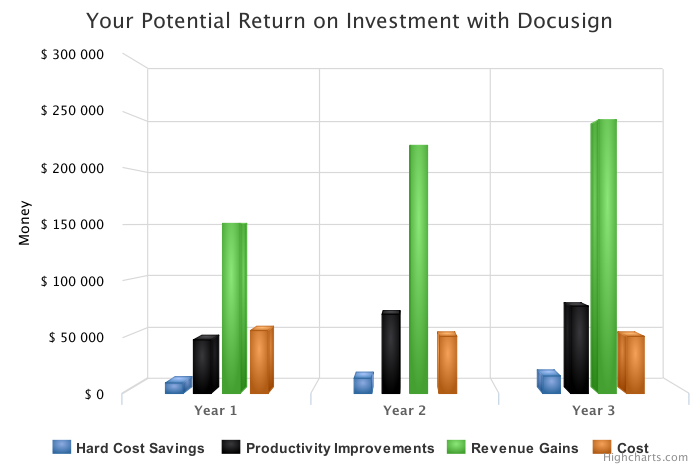 Your Potential Return on Investment with Docusign
$ 300 000
$ 250 000
$ 200 000
$ 150 000
$ 100 000
$ 50 000
$ 0
Money
Year 1
Year 2
Year 3
Hard Cost Savings
Productivity Improvements
Revenue Gains
Cost
Highcharts.com